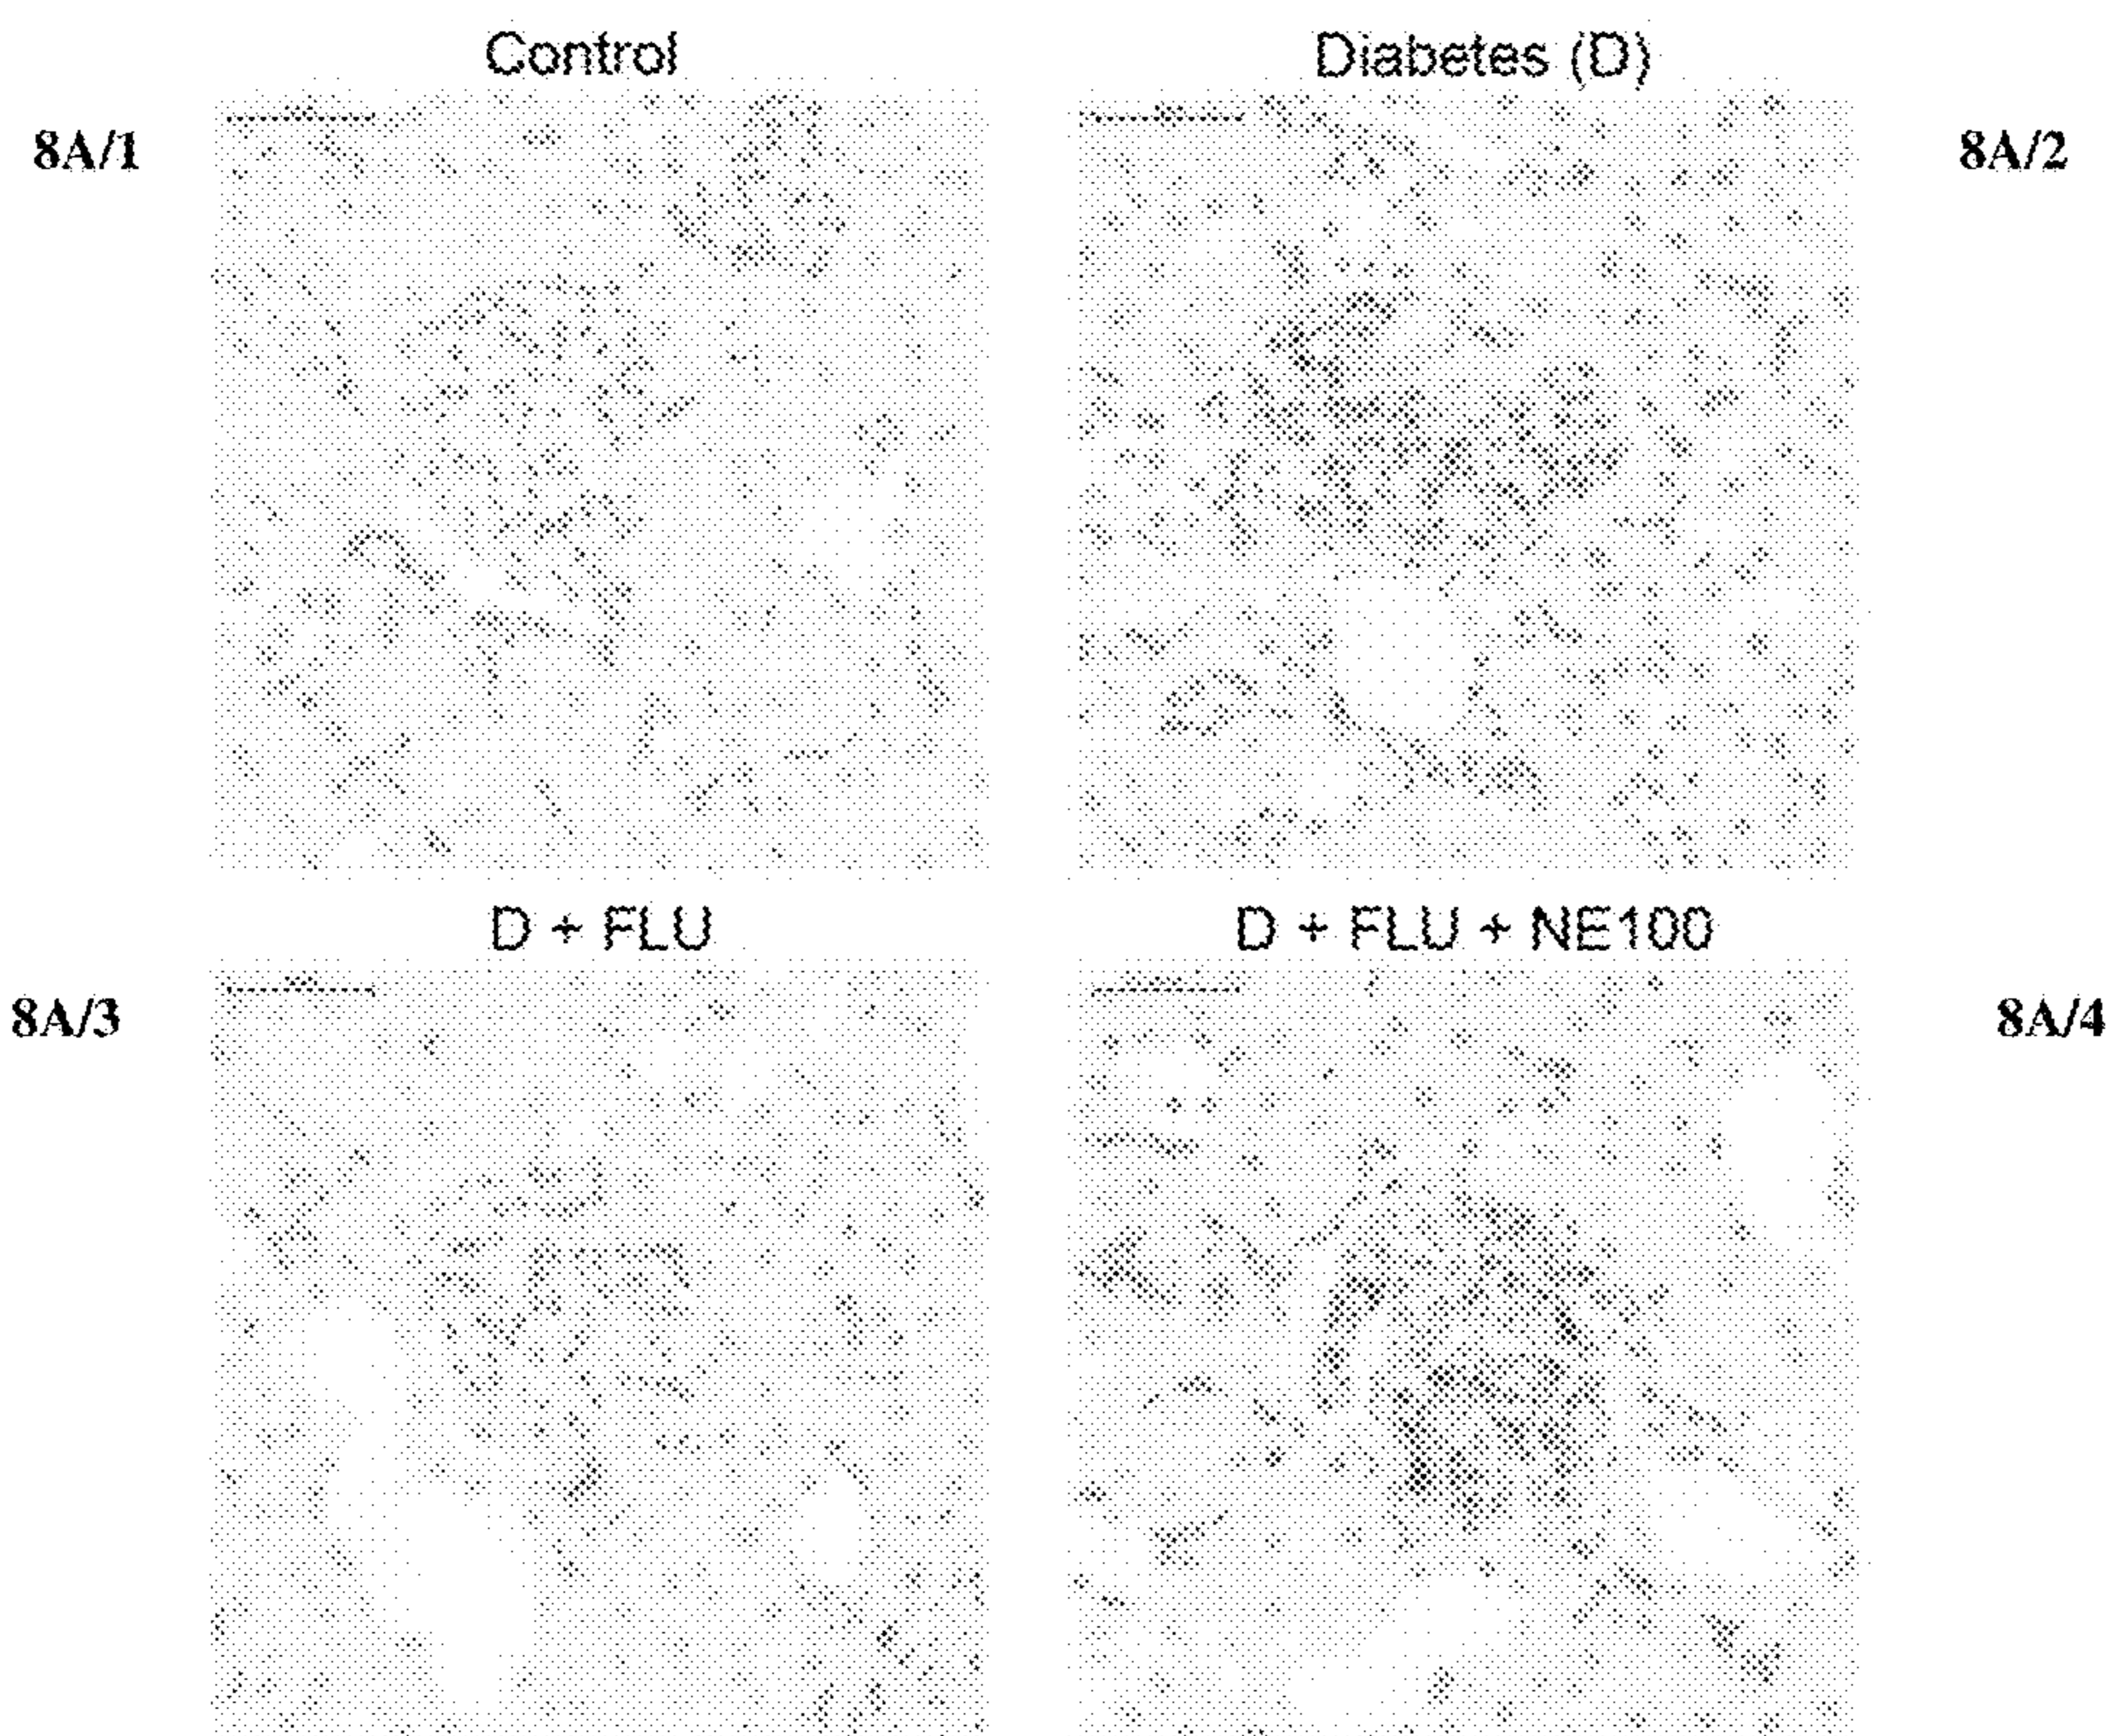 Control
Diabetes (D)
8A/1
8A/2
D + FLU
D + FLU + NE100
8A/3
8A/4